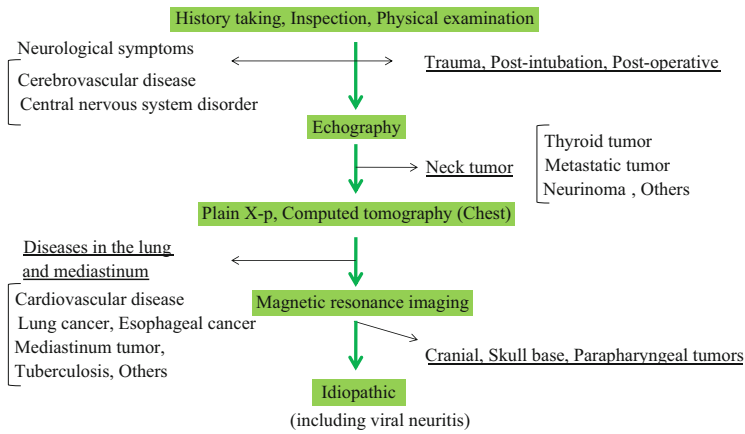 History taking, Inspection, Physical examination
Neurological symptoms
Cerebrovascular disease
Central nervous system disorder
Trauma, Post-intubation, Post-operative
Echography
Neck tumor
Thyroid tumor
Metastatic tumor
Neurinoma , Others
Plain X-p, Computed tomography (Chest)
Diseases in the lung
and mediastinum
Cardiovascular disease
Lung cancer, Esophageal cancer
Mediastinum tumor,
Tuberculosis, Others
Magnetic resonance imaging
Cranial, Skull base, Parapharyngeal tumors
Idiopathic
(including viral neuritis)